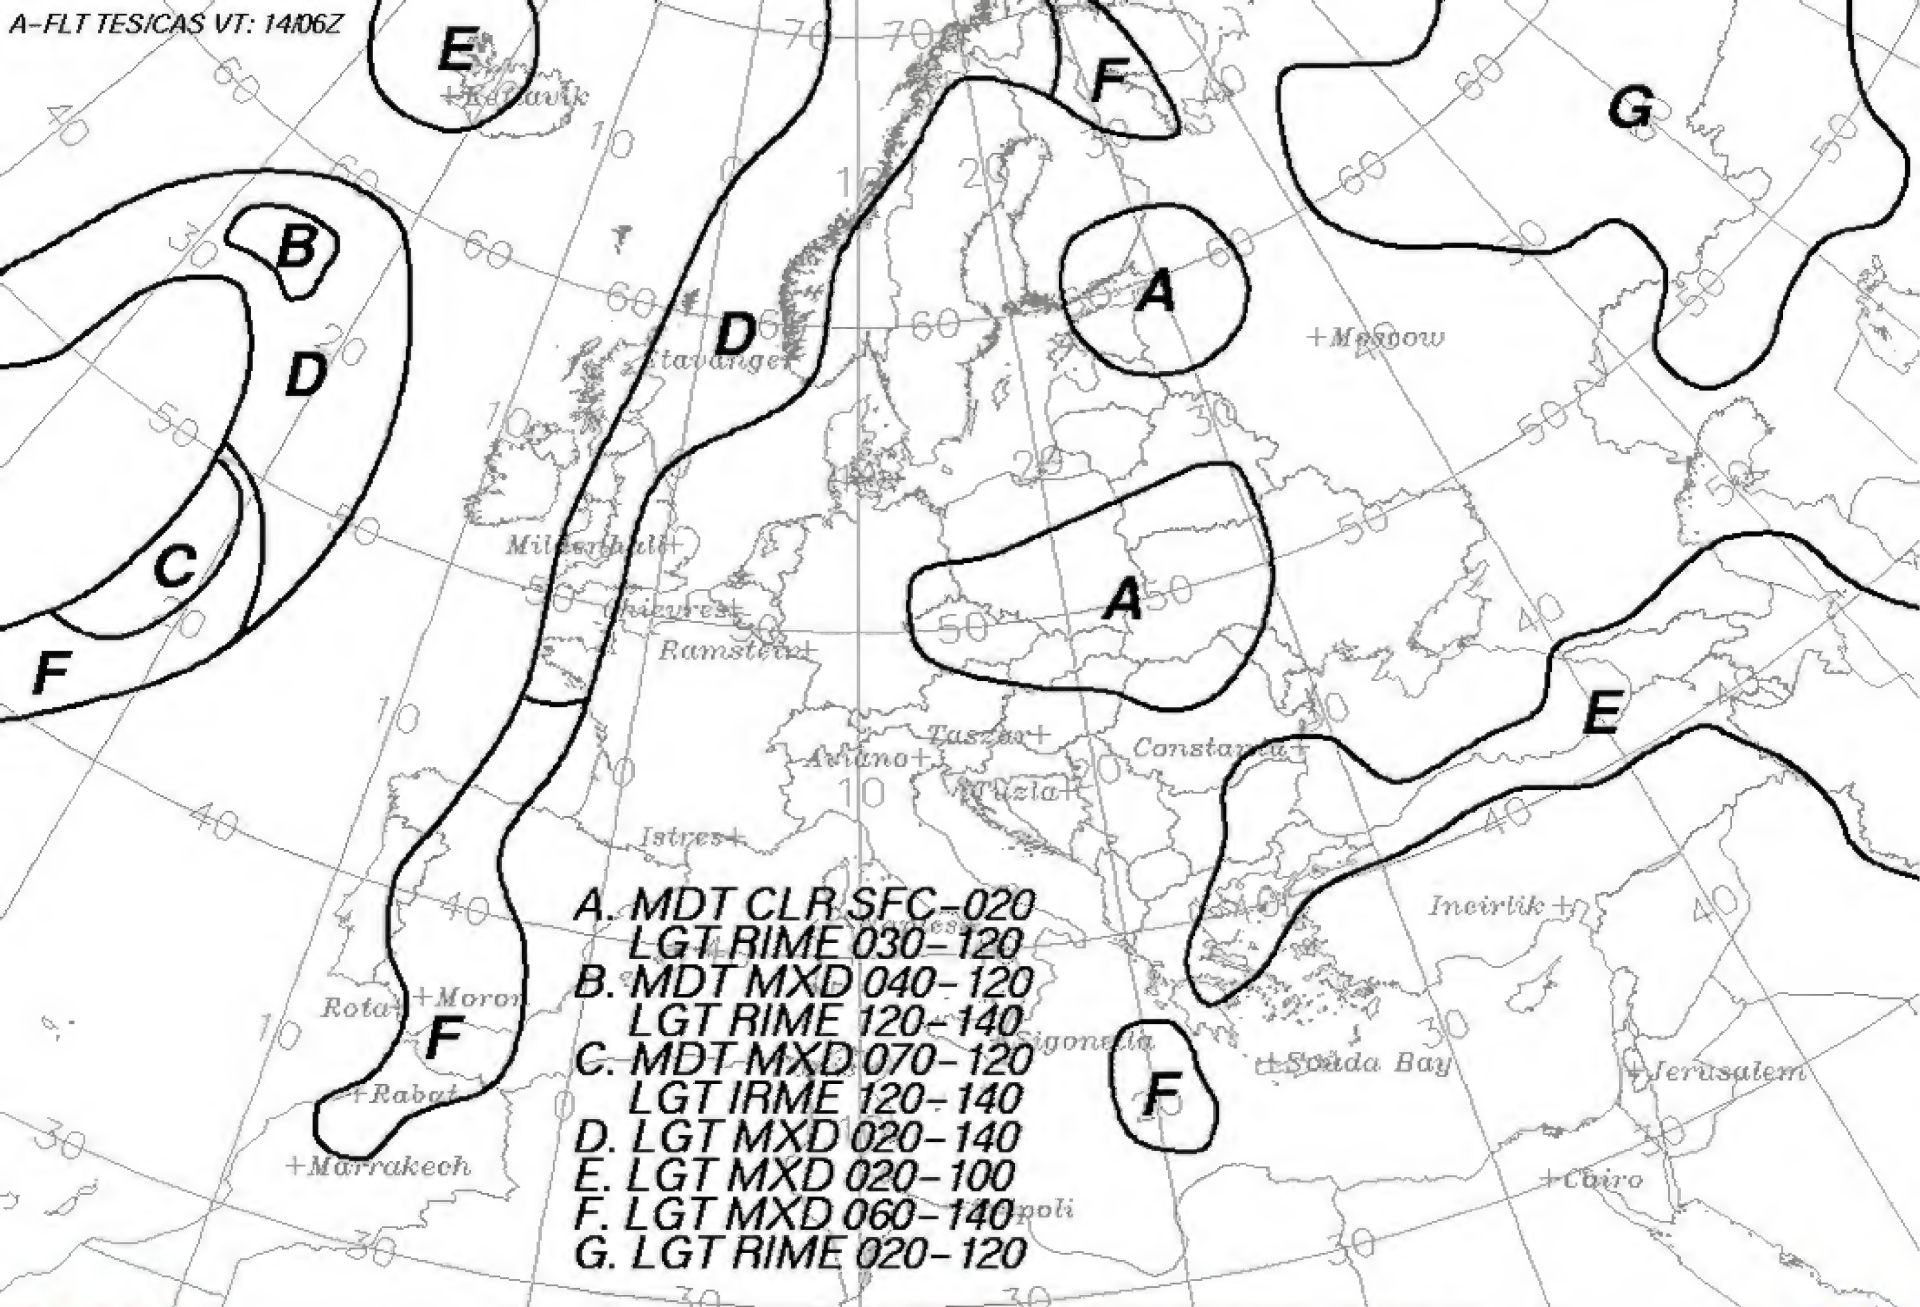 A-FLT TES/CAS VT: 14/06Z
E
+Keflavik
F
G
B
D
A
+Moscow
D
Stavanger
C
Mildenhall+
A
Chievres+
Ramstein+
F
E
Taszar+
Constanta+
Aviano+
Tuzla+
Istres+
Incirlik+
Rota+
+Moron
F
Sigonella
+Souda Bay
+Jerusalem
+Rabat
F
+Marrakech
+Cairo
A. MDT CLR SFC-020
LGT RIME 030-120
B. MDT MXD 040-120
LGT RIME 120-140
C. MDT MXD 070-120
LGT IRME 120-140
D. LGT MXD 020-140
E. LGT MXD 020-100
F. LGT MXD 060-140
G. LGT RIME 020-120